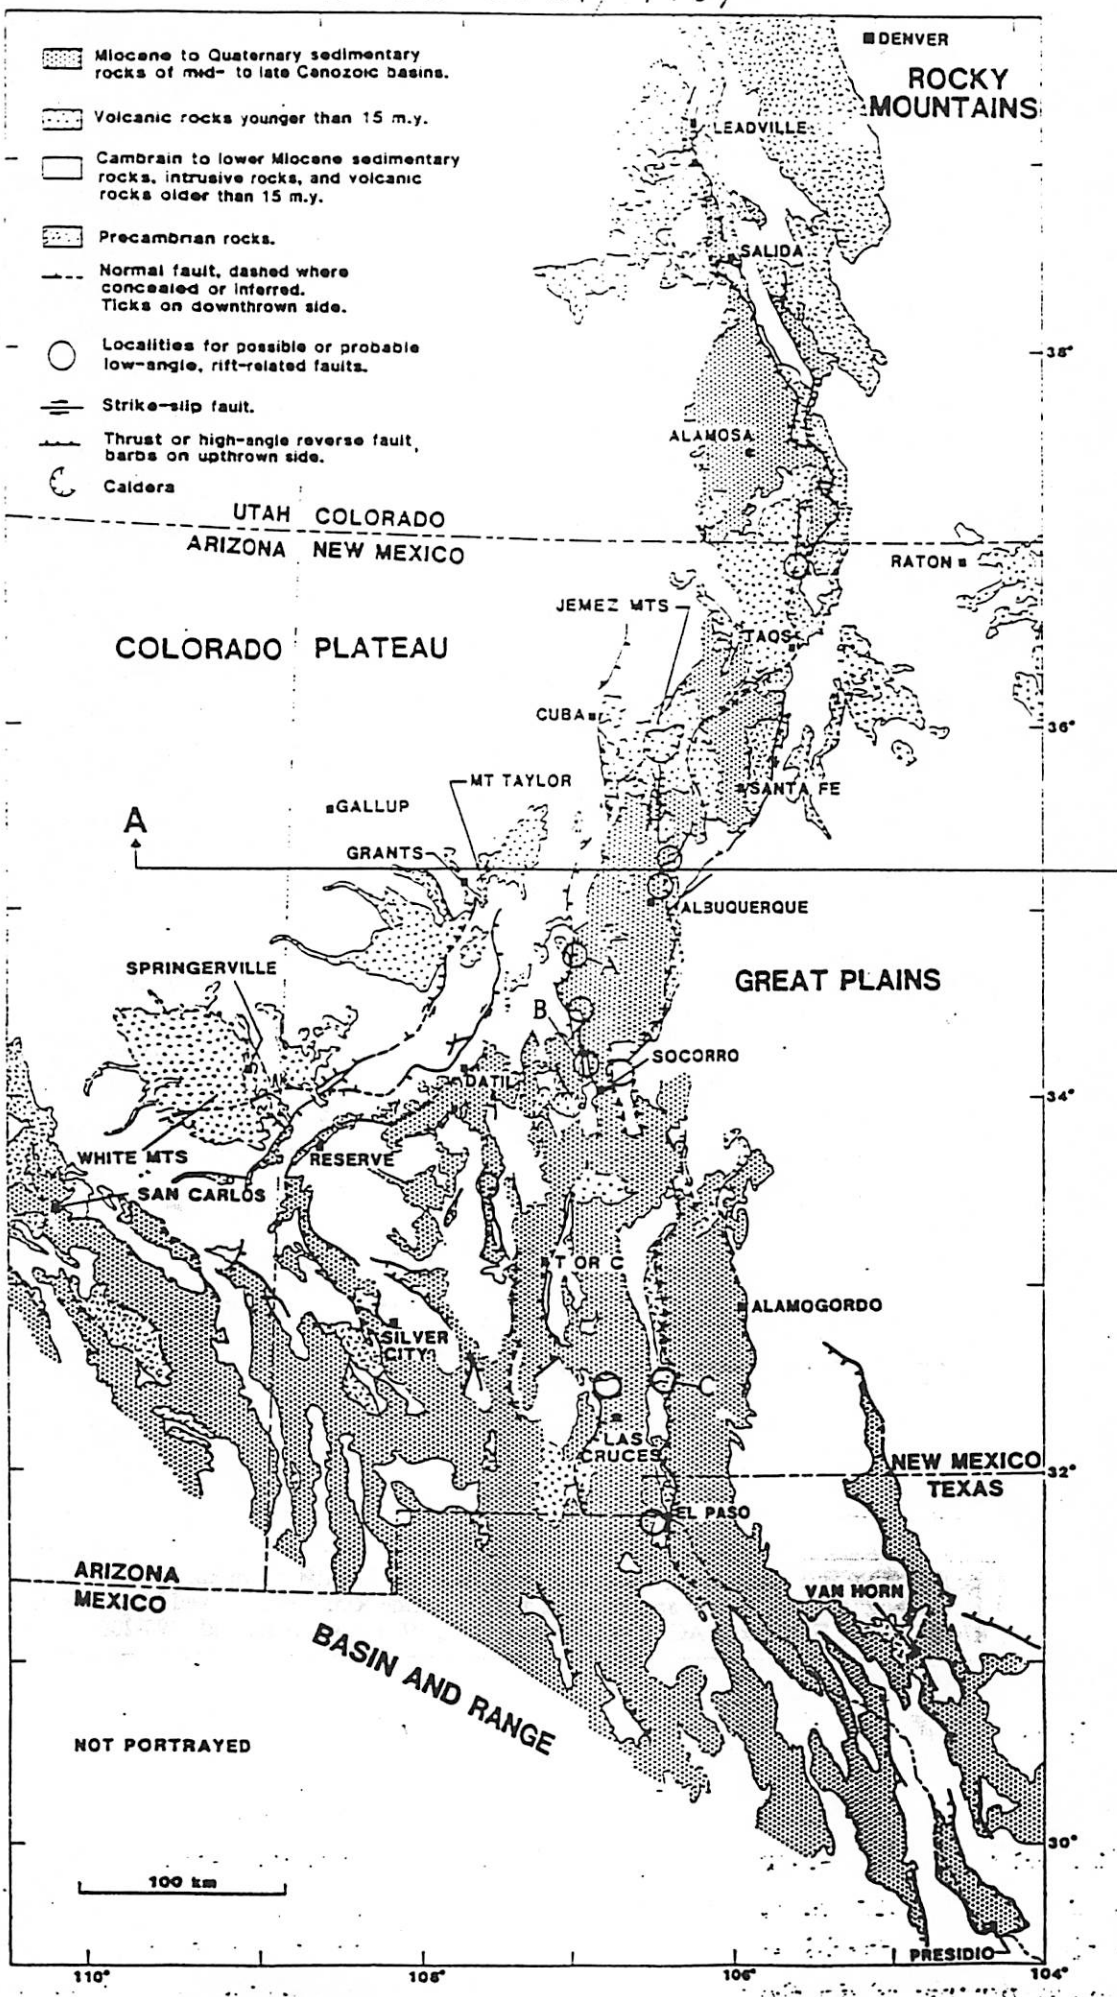 DENVER
ROCKY
MOUNTAINS
Miocene to Quaternary sedimentary
rocks of mid- to late Cenozoic basins.
Volcanic rocks younger than 15 m.y.
Cambrain to lower Miocene sedimentary
rocks, intrusive rocks, and volcanic
rocks older than 15 m.y.
Precambrian rocks.
Normal fault, dashed where
concealed or inferred.
Ticks on downthrown side.
Localities for possible or probable
low-angle, rift-related faults.
Strike-slip fault.
Thrust or high-angle reverse fault,
barbs on upthrown side.
Caldera
LEADVILLE
SALIDA
38°
ALAMOSA
UTAH COLORADO
ARIZONA NEW MEXICO
RATON
JEMEZ MTS
TAOS
COLORADO PLATEAU
CUBA
36°
MT TAYLOR
SANTA FE
GALLUP
A
GRANTS
ALBUQUERQUE
A
SPRINGERVILLE
GREAT PLAINS
B
SOCORRO
DATIL
34°
WHITE MTS
RESERVE
SAN CARLOS
T OR C
ALAMOGORDO
SILVER
CITY
C
LAS
CRUCES
NEW MEXICO
32°
TEXAS
EL PASO
ARIZONA
MEXICO
VAN HORN
BASIN AND RANGE
NOT PORTRAYED
30°
100 km
PRESIDIO
110°
108°
106°
104°